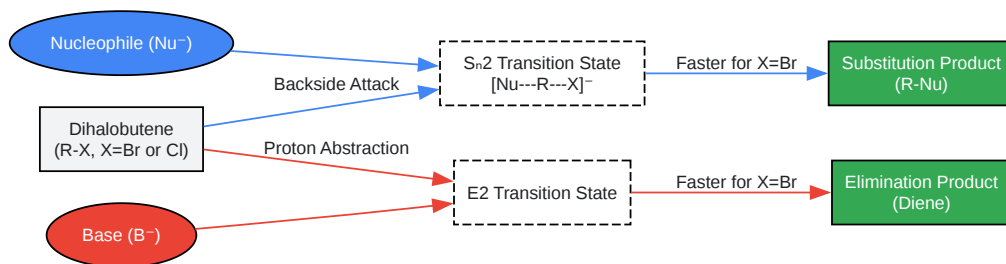 Nucleophile (Nu⁻)
Dihalobutene
(R-X, X=Br or Cl)
Base (B⁻)
Backside Attack
Proton Abstraction
Sₙ2 Transition State
[Nu---R---X]⁻
E2 Transition State
Faster for X=Br
Faster for X=Br
Substitution Product
(R-Nu)
Elimination Product
(Diene)